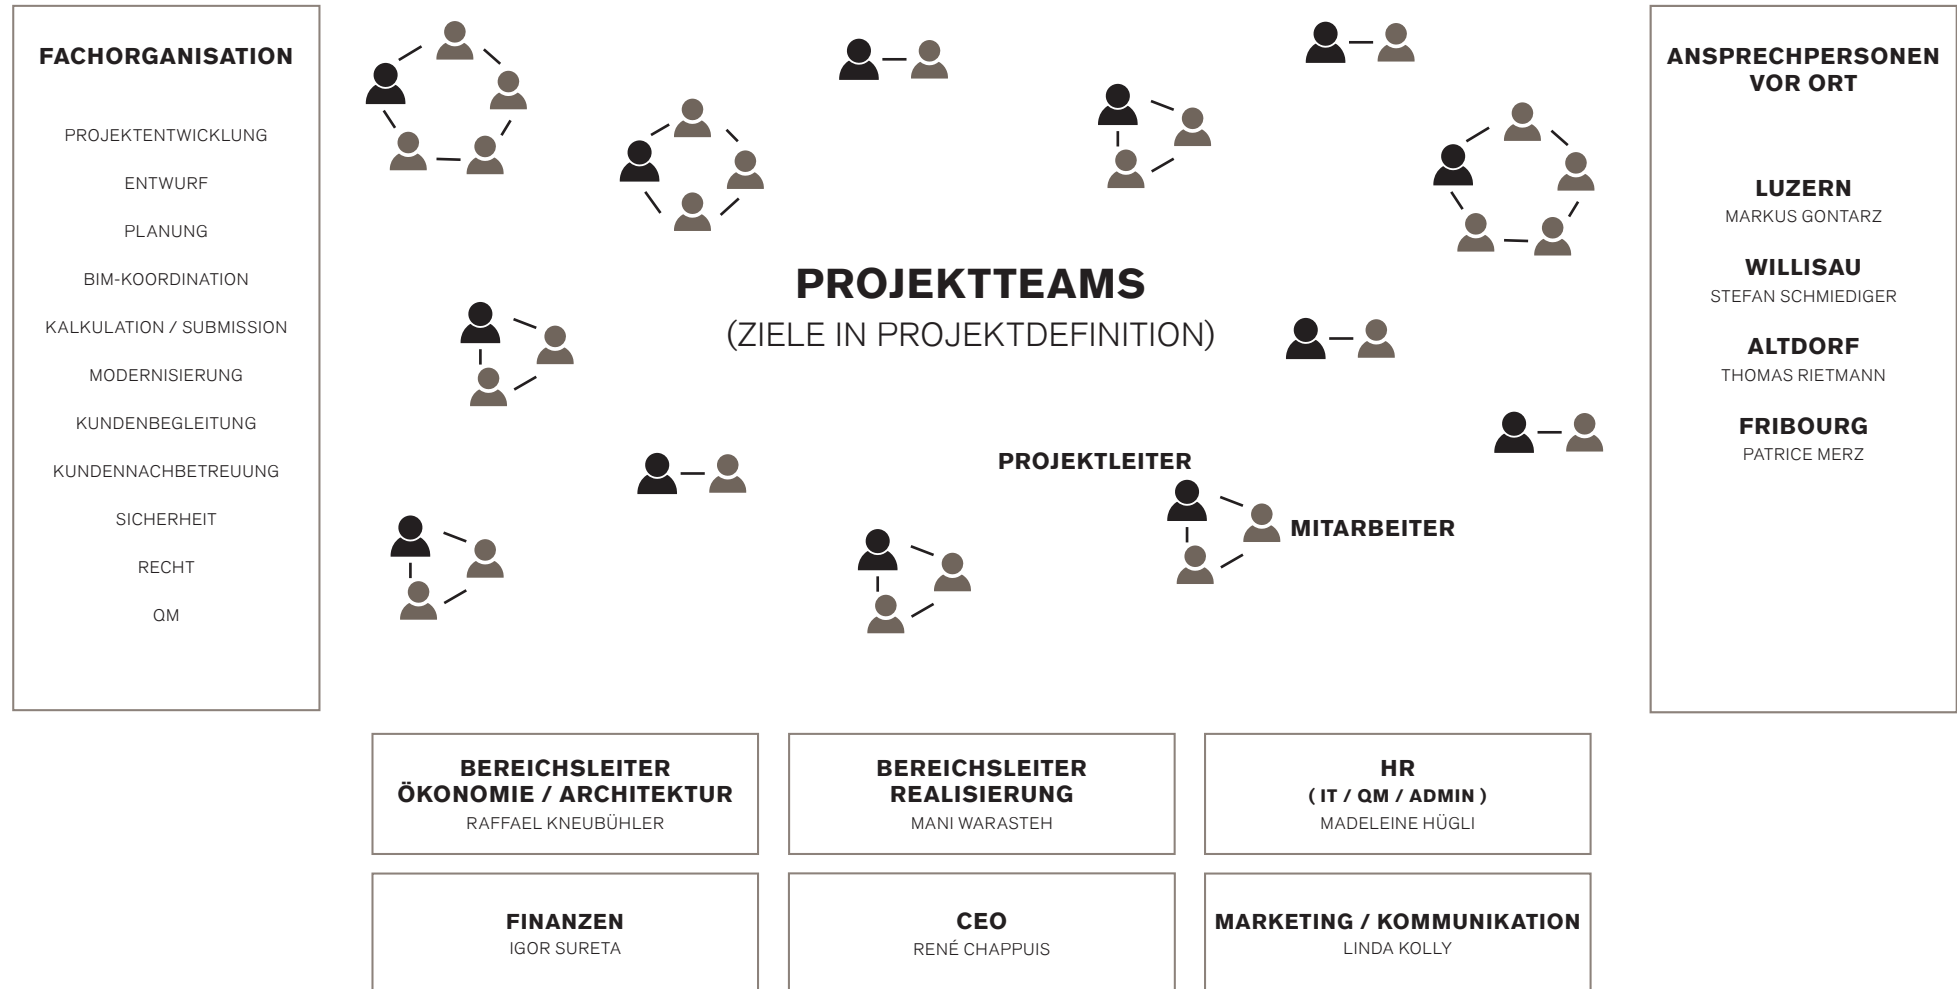 FACHORGANISATION
PROJEKTENTWICKLUNG
ENTWURF
PLANUNG
BIM-KOORDINATION
KALKULATION / SUBMISSION
MODERNISIERUNG
KUNDENBEGLEITUNG
KUNDENNACHBETREUUNG
SICHERHEIT
RECHT
QM
PROJEKTTEAMS
(ZIELE IN PROJEKTDEFINITION)
PROJEKTLEITER
MITARBEITER
ANSPRECHPERSONEN
VOR ORT
LUZERN
MARKUS GONTARZ
WILLISAU
STEFAN SCHMIEDIGER
ALTDORF
THOMAS RIETMANN
FRIBOURG
PATRICE MERZ
BEREICHSLEITER
ÖKONOMIE / ARCHITEKTUR
RAFFAEL KNEUBÜHLER
BEREICHSLEITER
REALISIERUNG
MANI WARASTEH
HR
( IT / QM / ADMIN )
MADELEINE HÜGLI
FINANZEN
IGOR SURETA
CEO
RENÉ CHAPPUIS
MARKETING / KOMMUNIKATION
LINDA KOLLY